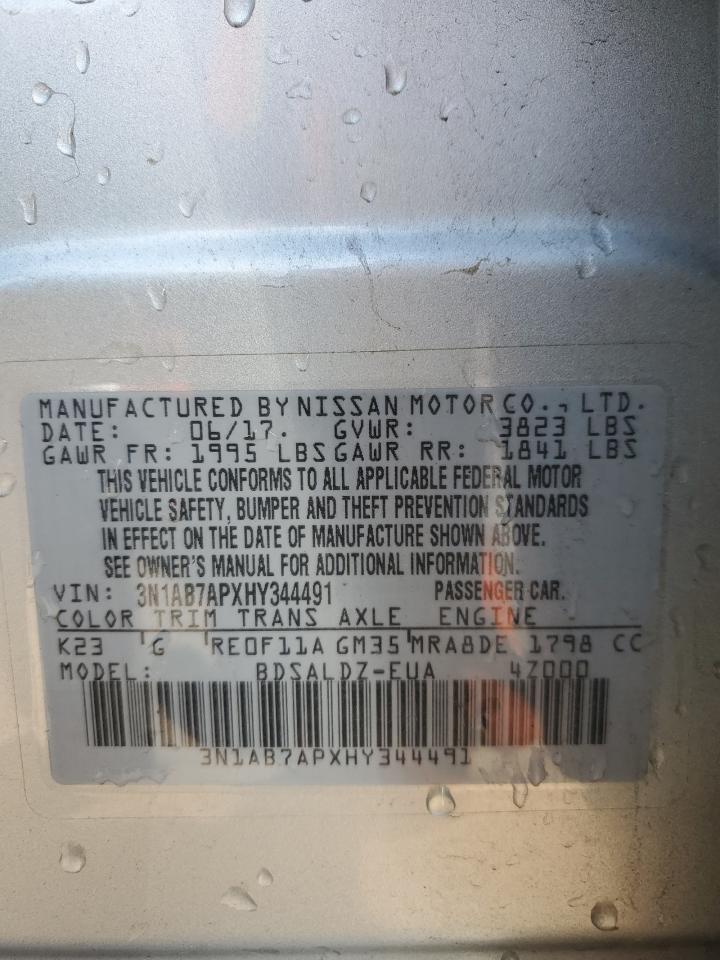 MANUFACTURED BY NISSAN MOTOR CO., LTD.
DATE: 06/17. GVWR: 3823 LBS
GAWR FR: 1995 LBS GAWR RR: 1841 LBS
THIS VEHICLE CONFORMS TO ALL APPLICABLE FEDERAL MOTOR
VEHICLE SAFETY, BUMPER AND THEFT PREVENTION STANDARDS
IN EFFECT ON THE DATE OF MANUFACTURE SHOWN ABOVE.
SEE OWNER'S MANUAL FOR ADDITIONAL INFORMATION.
VIN: 3N1AB7APXHY344491 PASSENGER CAR.
COLOR TRIM TRANS AXLE ENGINE
K23 G RE0F11A GM35 MRA8DE 1798 CC
MODEL: BDSALDZ-EUA 4Z000
3N1AB7APXHY344491